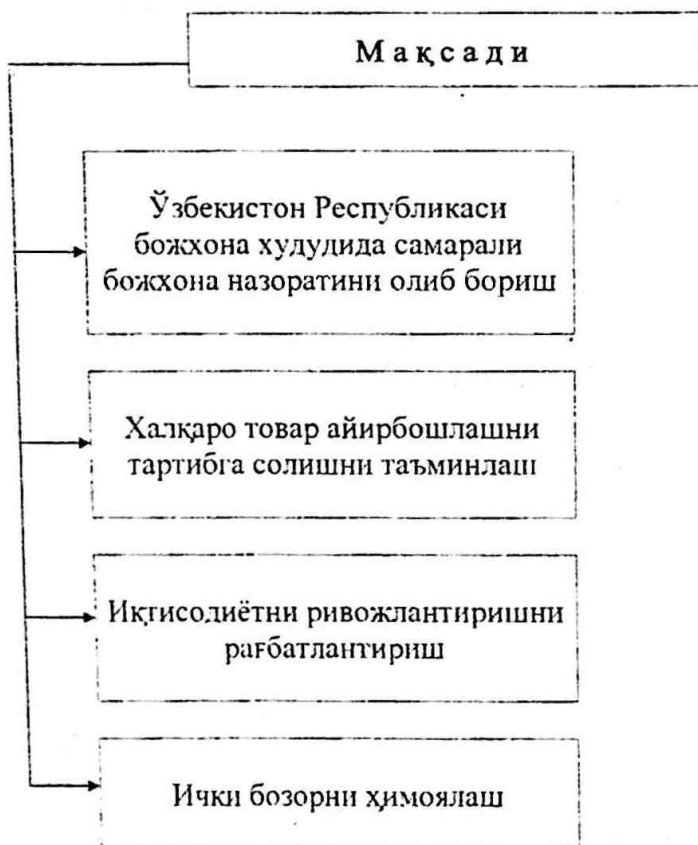 Мақсади
Ўзбекистон Республикаси
божхона худудида самарали
божхона назоратини олиб бориш
Халқаро товар айирбошлашни
тартибга солишни таъминлаш
Иқтисодиётни ривожлантиришни
рағбатлантириш
Ички бозорни ҳимоялаш